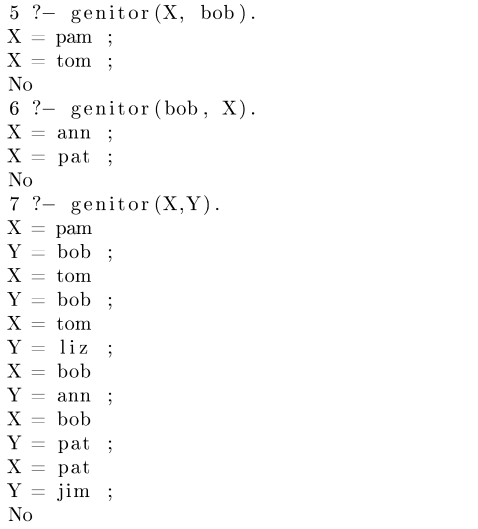 5 ?− genitor(X, bob).
X = pam ;
X = tom ;
No
6 ?− genitor(bob, X).
X = ann ;
X = pat ;
No
7 ?− genitor(X,Y).
X = pam
Y = bob ;
X = tom
Y = bob ;
X = tom
Y = liz ;
X = bob
Y = ann ;
X = bob
Y = pat ;
X = pat
Y = jim ;
No